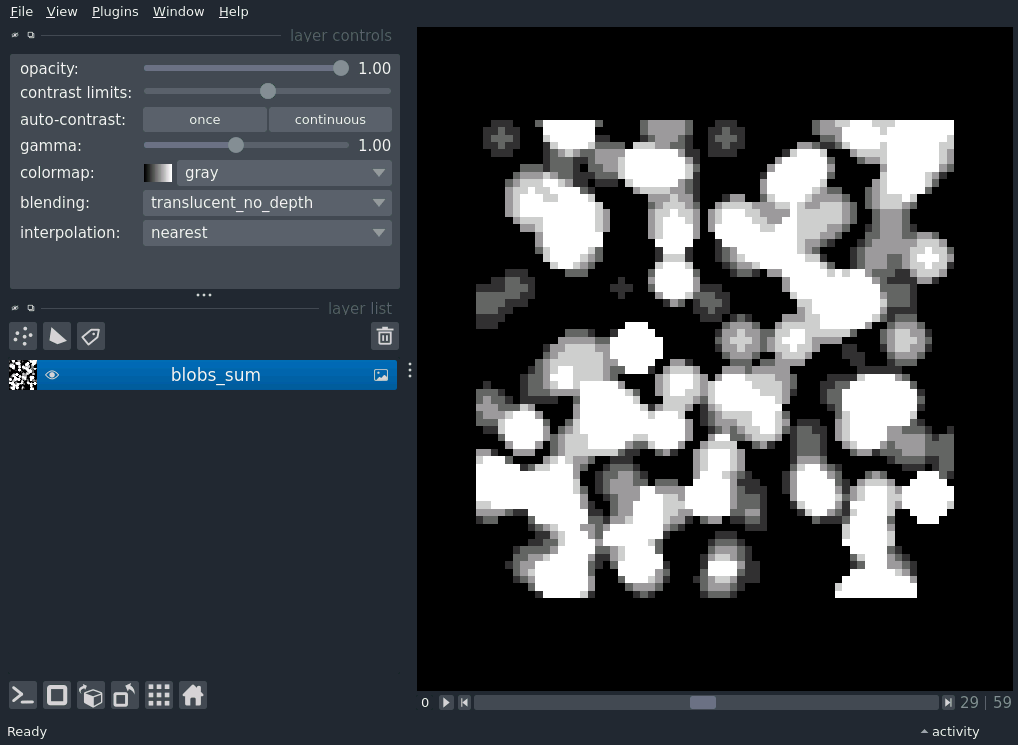 File View Plugins Window Help
layer controls
opacity: 1.00
contrast limits:
auto-contrast: once continuous
gamma: 1.00
colormap: gray
blending: translucent_no_depth
interpolation: nearest
layer list
blobs_sum
0 29 | 59
Ready activity